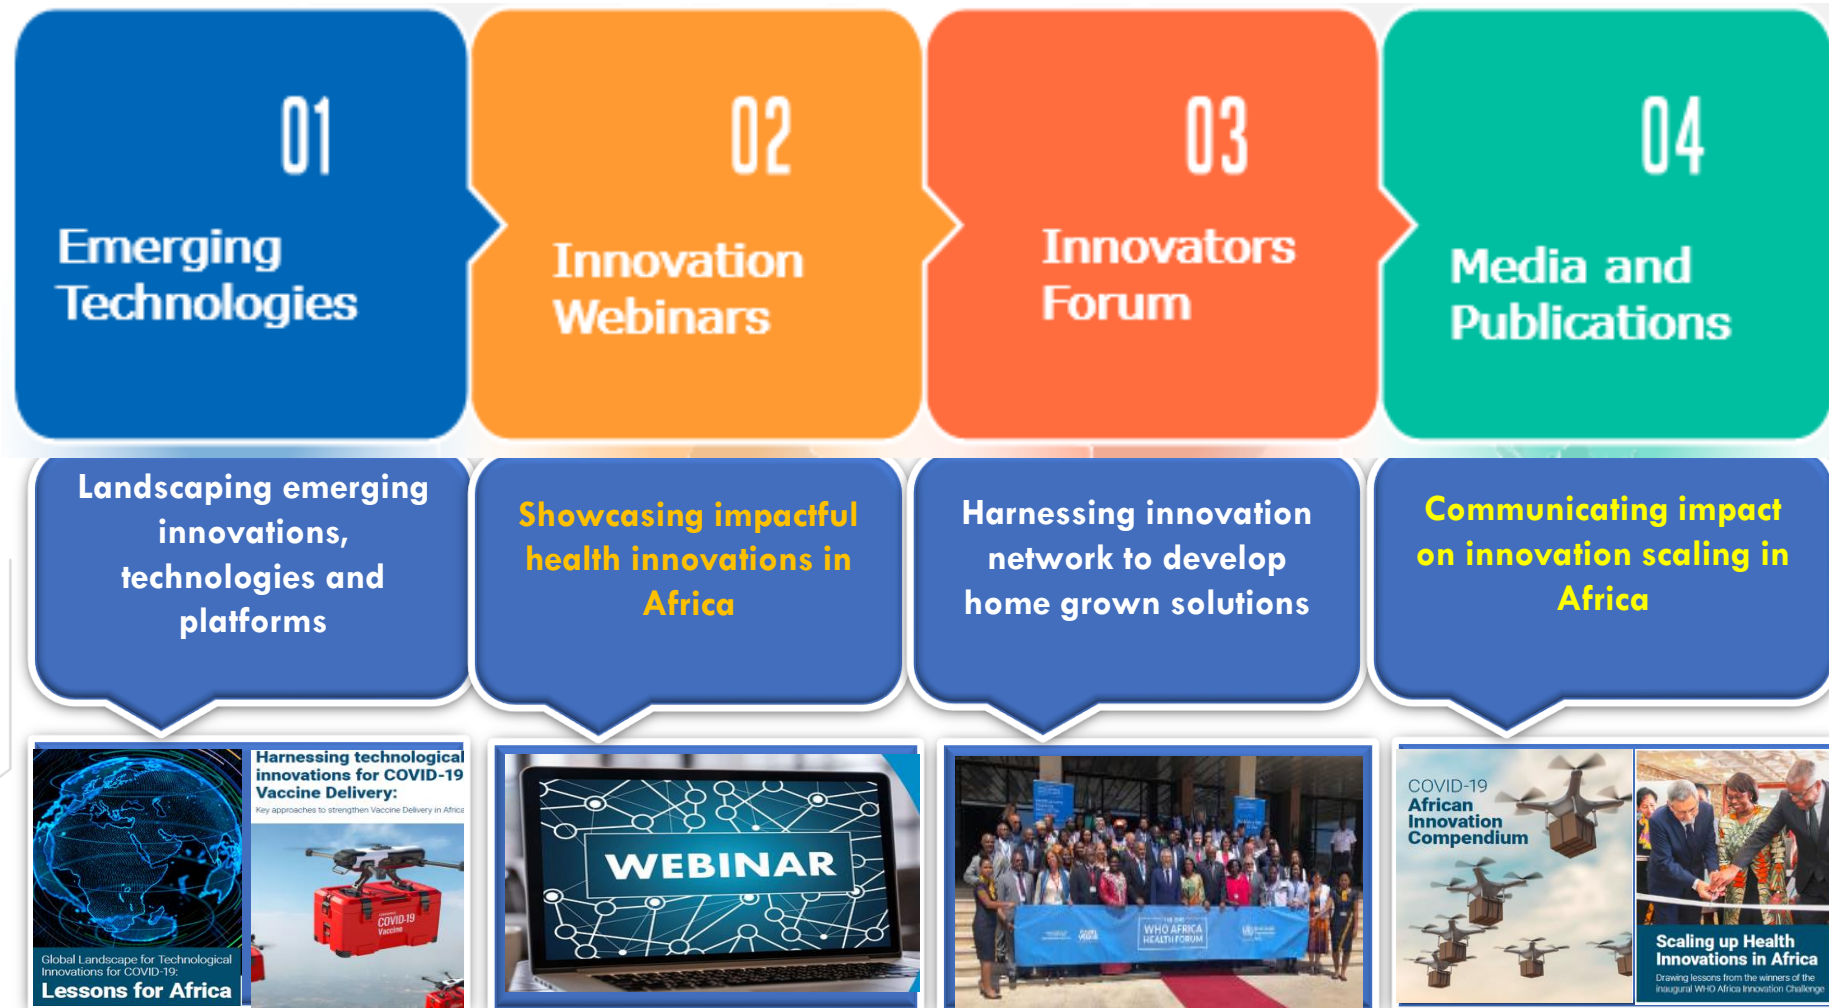 01
Emerging
Technologies
02
Innovation
Webinars
03
Innovators
Forum
04
Media and
Publications
Landscaping emerging
innovations,
technologies and
platforms
Showcasing impactful
health innovations in
Africa
Harnessing innovation
network to develop
home grown solutions
Communicating impact
on innovation scaling in
Africa
Global Landscape for Technological
Innovations for COVID-19:
Lessons for Africa
Harnessing technological
innovations for COVID-19
Vaccine Delivery:
Key approaches to strengthen Vaccine Delivery in Africa
COVID-19
Vaccine
WEBINAR
WHO AFRICA
HEALTH FORUM
COVID-19
African
Innovation
Compendium
Scaling up Health
Innovations in Africa
Drawing lessons from the winners of the
inaugural WHO Africa Innovation Challenge